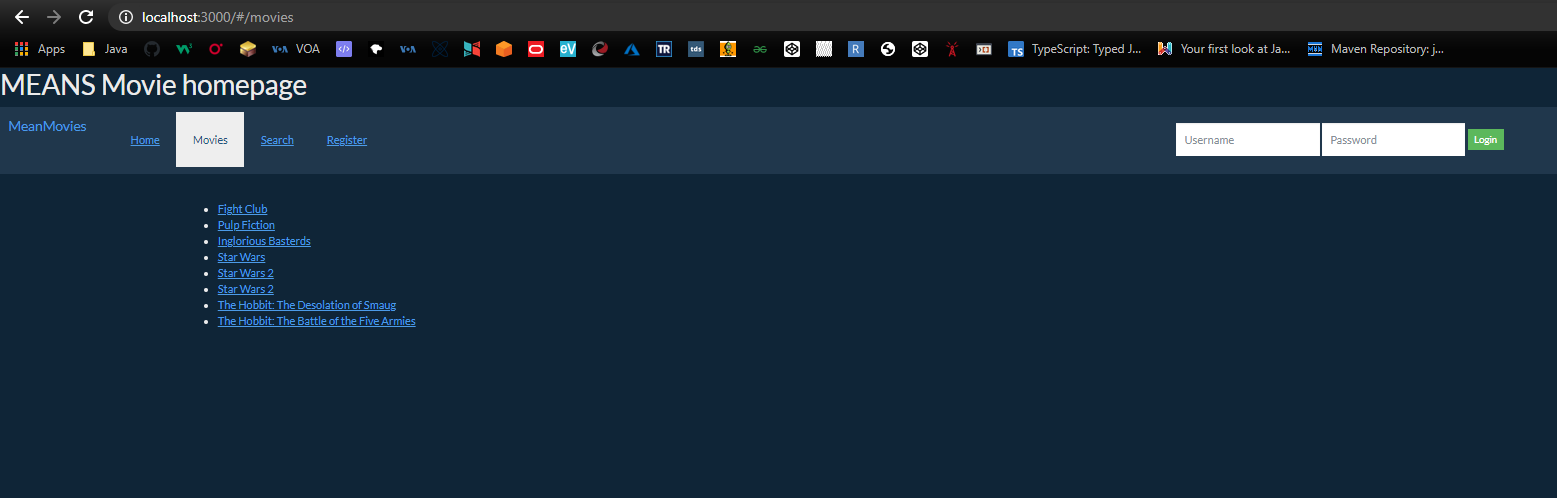 localhost:3000/#/movies
Apps Java VOA TypeScript: Typed J... Your first look at Ja... Maven Repository: j...
MEANS Movie homepage
MeanMovies Home Movies Search Register Username Password Login
Fight Club
Pulp Fiction
Inglorious Basterds
Star Wars
Star Wars 2
Star Wars 2
The Hobbit: The Desolation of Smaug
The Hobbit: The Battle of the Five Armies